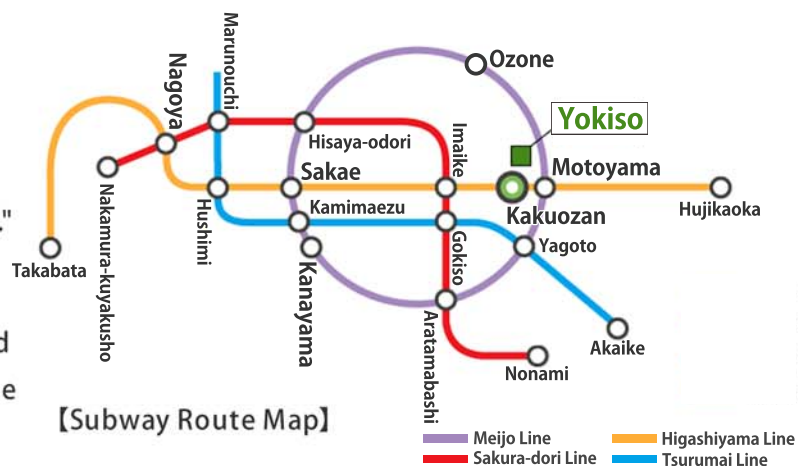 Marunouchi
Nagoya
Ozone
Yokiso
Hisaya-odori
Imaike
Sakae
Motoyama
Nakamura-kuyakusho
Hushimi
Kamimaezu
Kakuozan
Hujikaoka
Takabata
Kanayama
Gokiso
Yagoto
Aratamabashi
Akaike
Nonami
."
d
e
【Subway Route Map】
Meijo Line
Higashiyama Line
Sakura-dori Line
Tsurumai Line